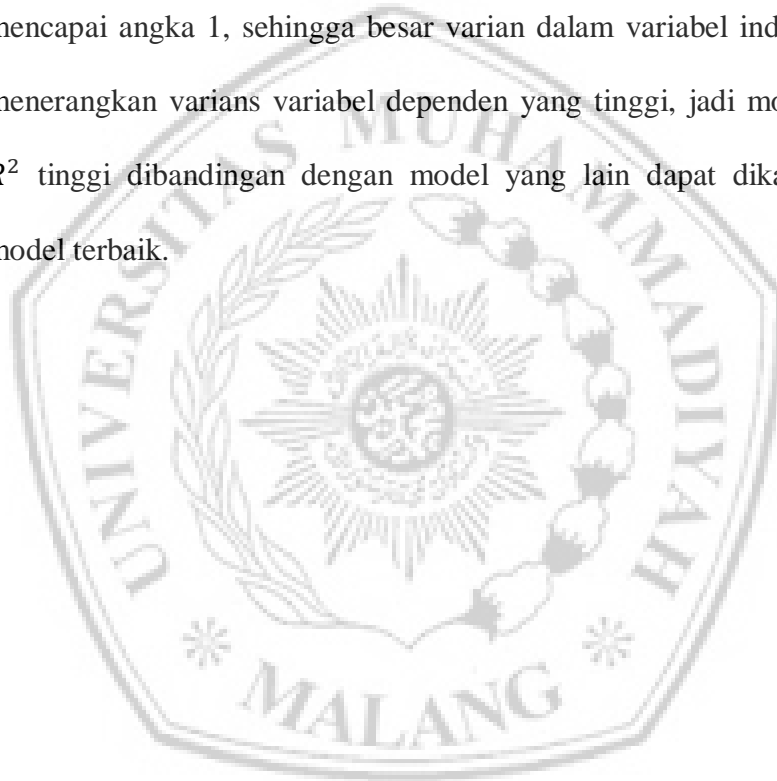 mencapai angka 1, sehingga besar varian dalam variabel ind
menerangkan varians variabel dependen yang tinggi, jadi mo
R² tinggi dibandingan dengan model yang lain dapat dika
model terbaik.
UNIVERSITAS MUHAMMADIYAH
MALANG